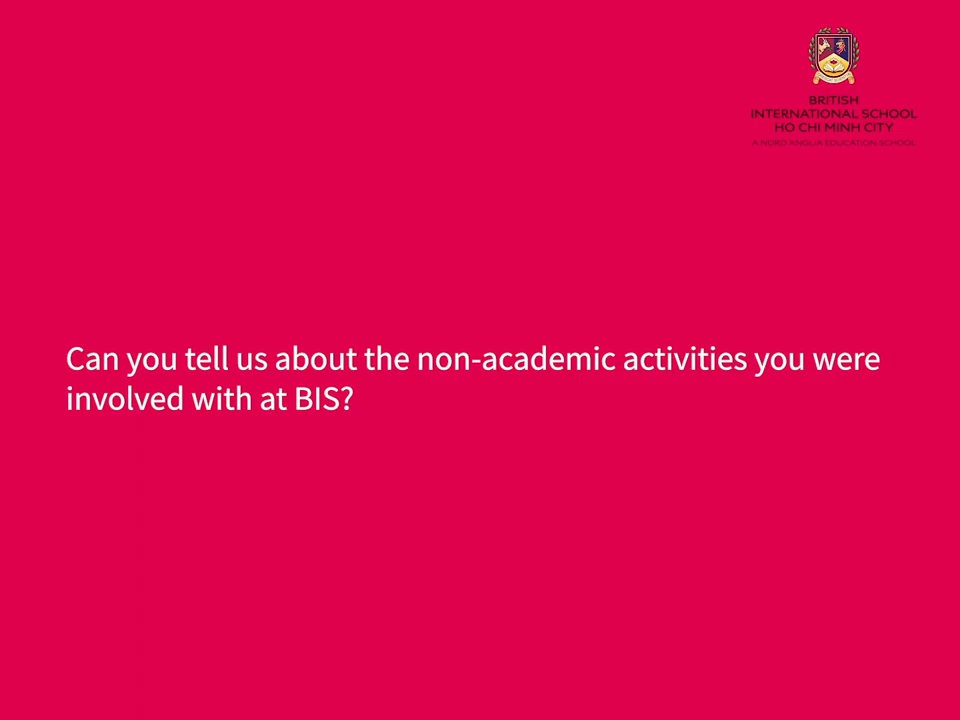 BRITISH
INTERNATIONAL SCHOOL
HO CHI MINH CITY
A NORD ANGLIA EDUCATION SCHOOL
Can you tell us about the non-academic activities you were
involved with at BIS?